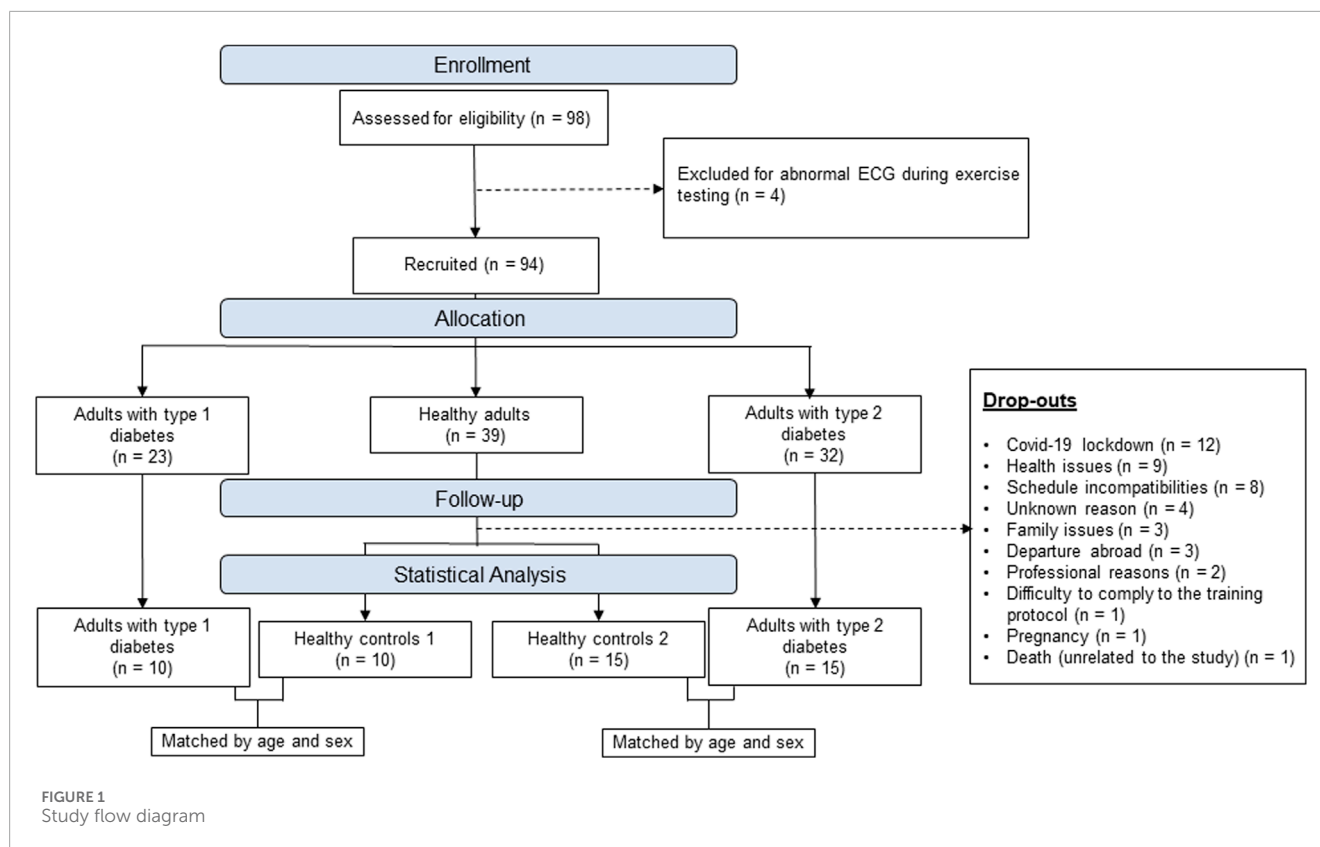 Enrollment
Assessed for eligibility (n = 98)
Excluded for abnormal ECG during exercise
testing (n = 4)
Recruited (n = 94)
Allocation
Adults with type 1
diabetes
(n = 23)
Healthy adults
(n = 39)
Adults with type 2
diabetes
(n = 32)
Drop-outs
• Covid-19 lockdown (n = 12)
• Health issues (n = 9)
• Schedule incompatibilities (n = 8)
• Unknown reason (n = 4)
• Family issues (n = 3)
• Departure abroad (n = 3)
• Professional reasons (n = 2)
• Difficulty to comply to the training
protocol (n = 1)
• Pregnancy (n = 1)
• Death (unrelated to the study) (n = 1)
Follow-up
Statistical Analysis
Adults with type 1
diabetes
(n = 10)
Healthy controls 1
(n = 10)
Healthy controls 2
(n = 15)
Adults with type 2
diabetes
(n = 15)
Matched by age and sex
Matched by age and sex
FIGURE 1
Study flow diagram